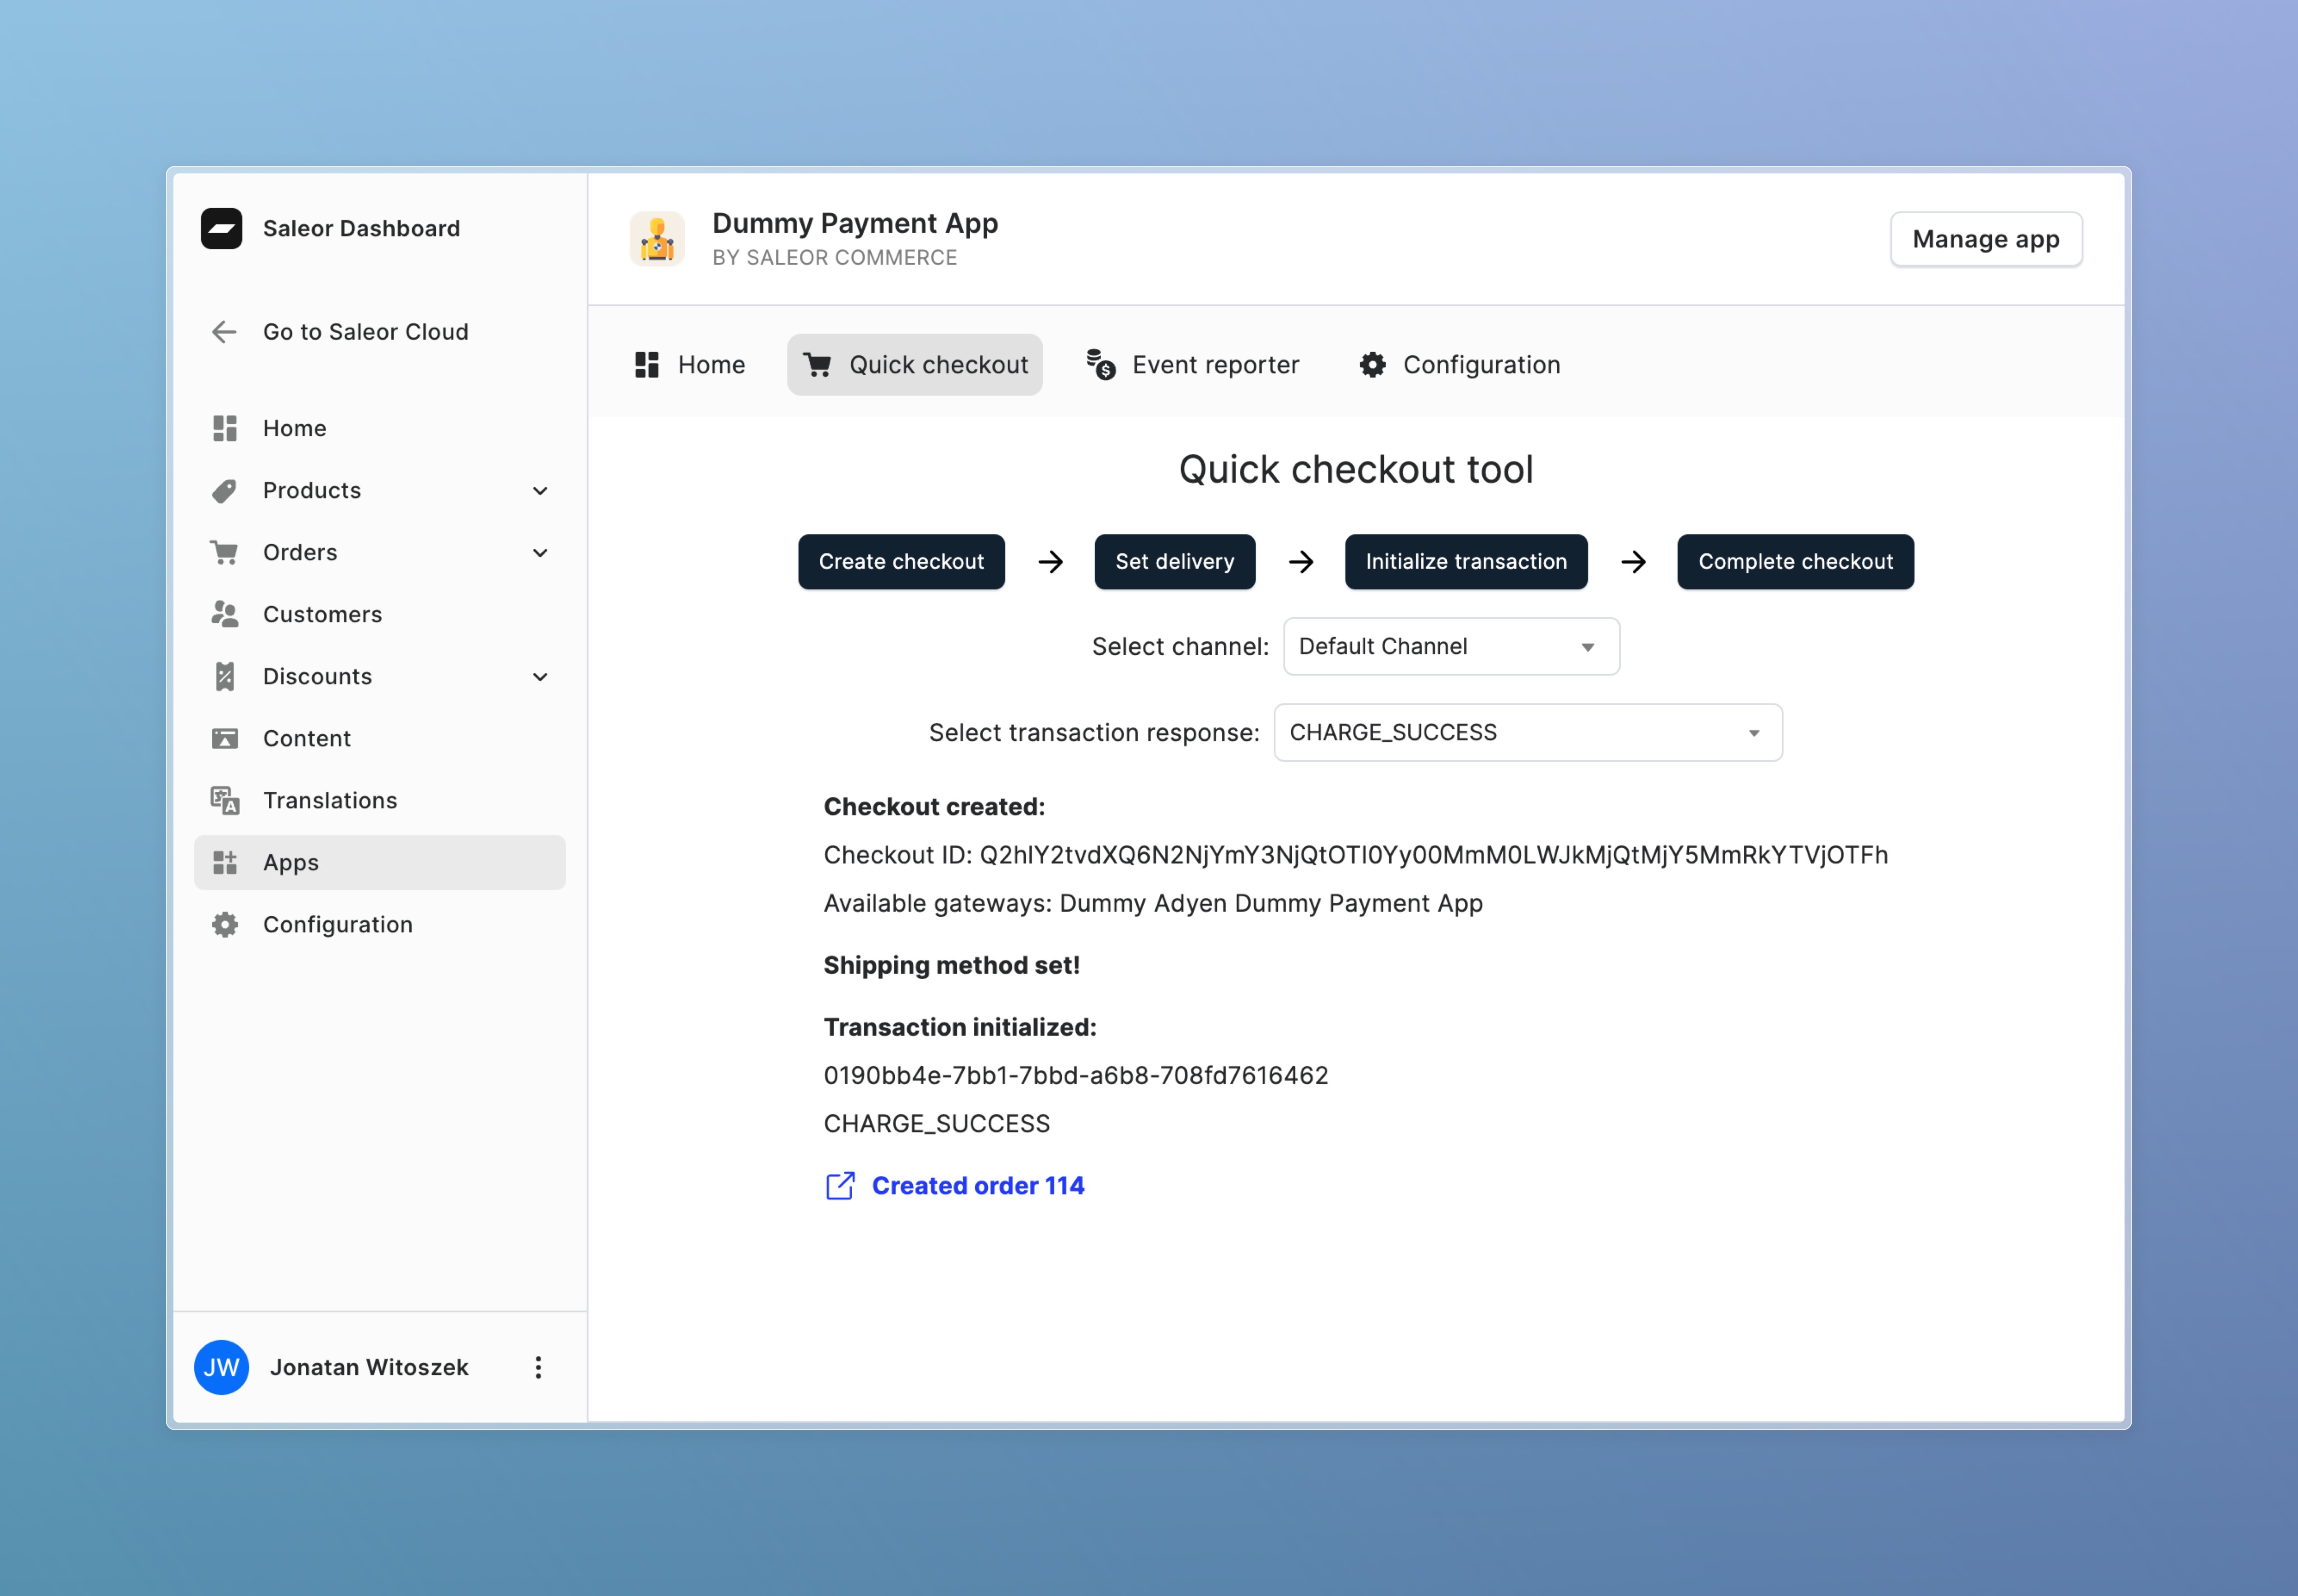 Saleor Dashboard
Go to Saleor Cloud
Home
Products
Orders
Customers
Discounts
Content
Translations
Apps
Configuration
JW Jonatan Witoszek
Dummy Payment App
BY SALEOR COMMERCE
Manage app
Home Quick checkout Event reporter Configuration
Quick checkout tool
Create checkout → Set delivery → Initialize transaction → Complete checkout
Select channel: Default Channel
Select transaction response: CHARGE_SUCCESS
Checkout created:
Checkout ID: Q2hlY2tvdXQ6N2NjYmY3NjQtOTI0Yy00MmM0LWJkMjQtMjY5MmRkYTVjOTFh
Available gateways: Dummy Adyen Dummy Payment App
Shipping method set!
Transaction initialized:
0190bb4e-7bb1-7bbd-a6b8-708fd7616462
CHARGE_SUCCESS
Created order 114